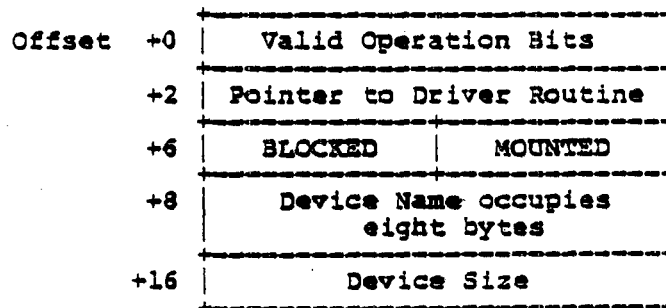 Offset +0 Valid Operation Bits
+2 Pointer to Driver Routine
+6 BLOCKED MOUNTED
+8 Device Name occupies
eight bytes
+16 Device Size